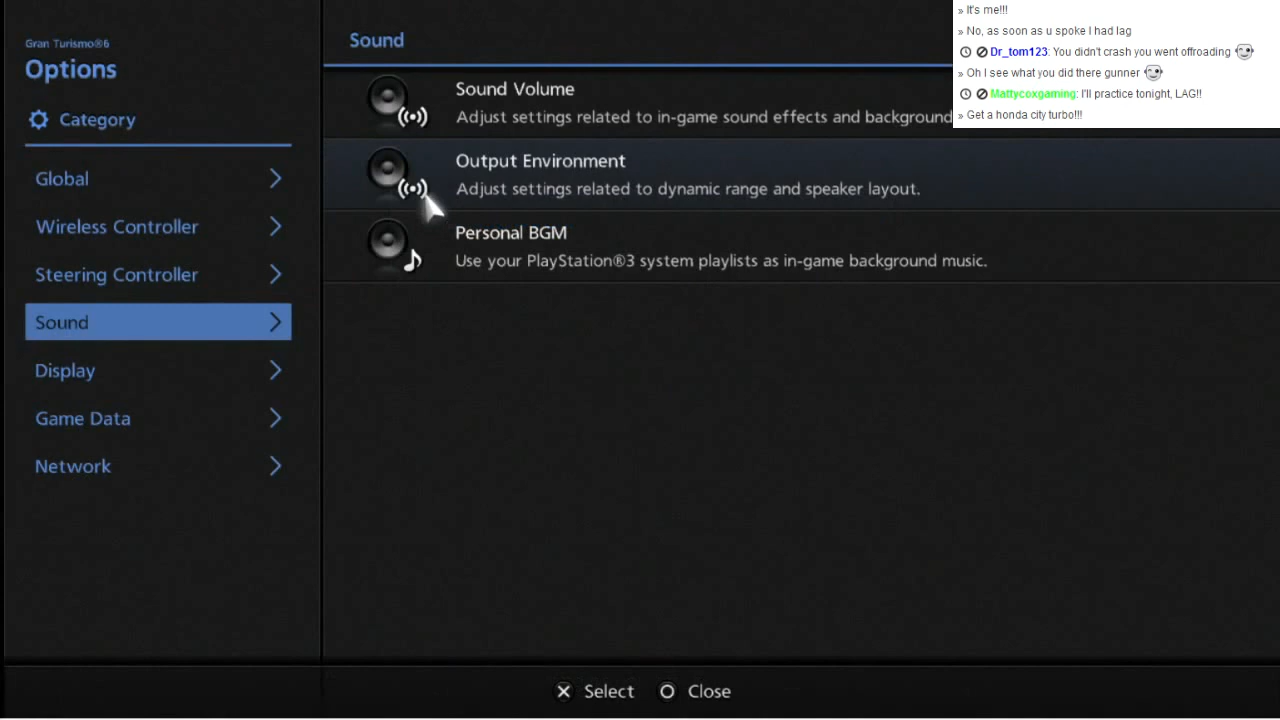 Gran Turismo®6
Options
Category
Global
Wireless Controller
Steering Controller
Sound
Display
Game Data
Network
Sound
Sound Volume
Adjust settings related to in-game sound effects and background
Output Environment
Adjust settings related to dynamic range and speaker layout.
Personal BGM
Use your PlayStation®3 system playlists as in-game background music.
» It's me!!!
» No, as soon as u spoke I had lag
Dr_tom123: You didn't crash you went offroading
» Oh I see what you did there gunner
Mattycoxgaming: I'll practice tonight, LAG!!
» Get a honda city turbo!!!
Select Close